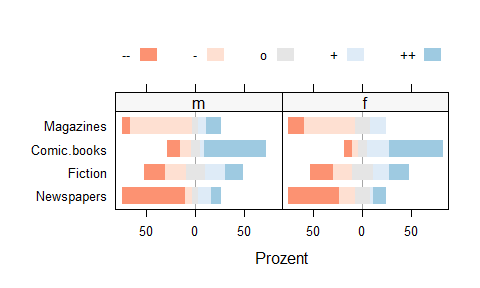 -- - o + ++
m f
Magazines
Comic.books
Fiction
Newspapers
50 0 50 50 0 50
Prozent